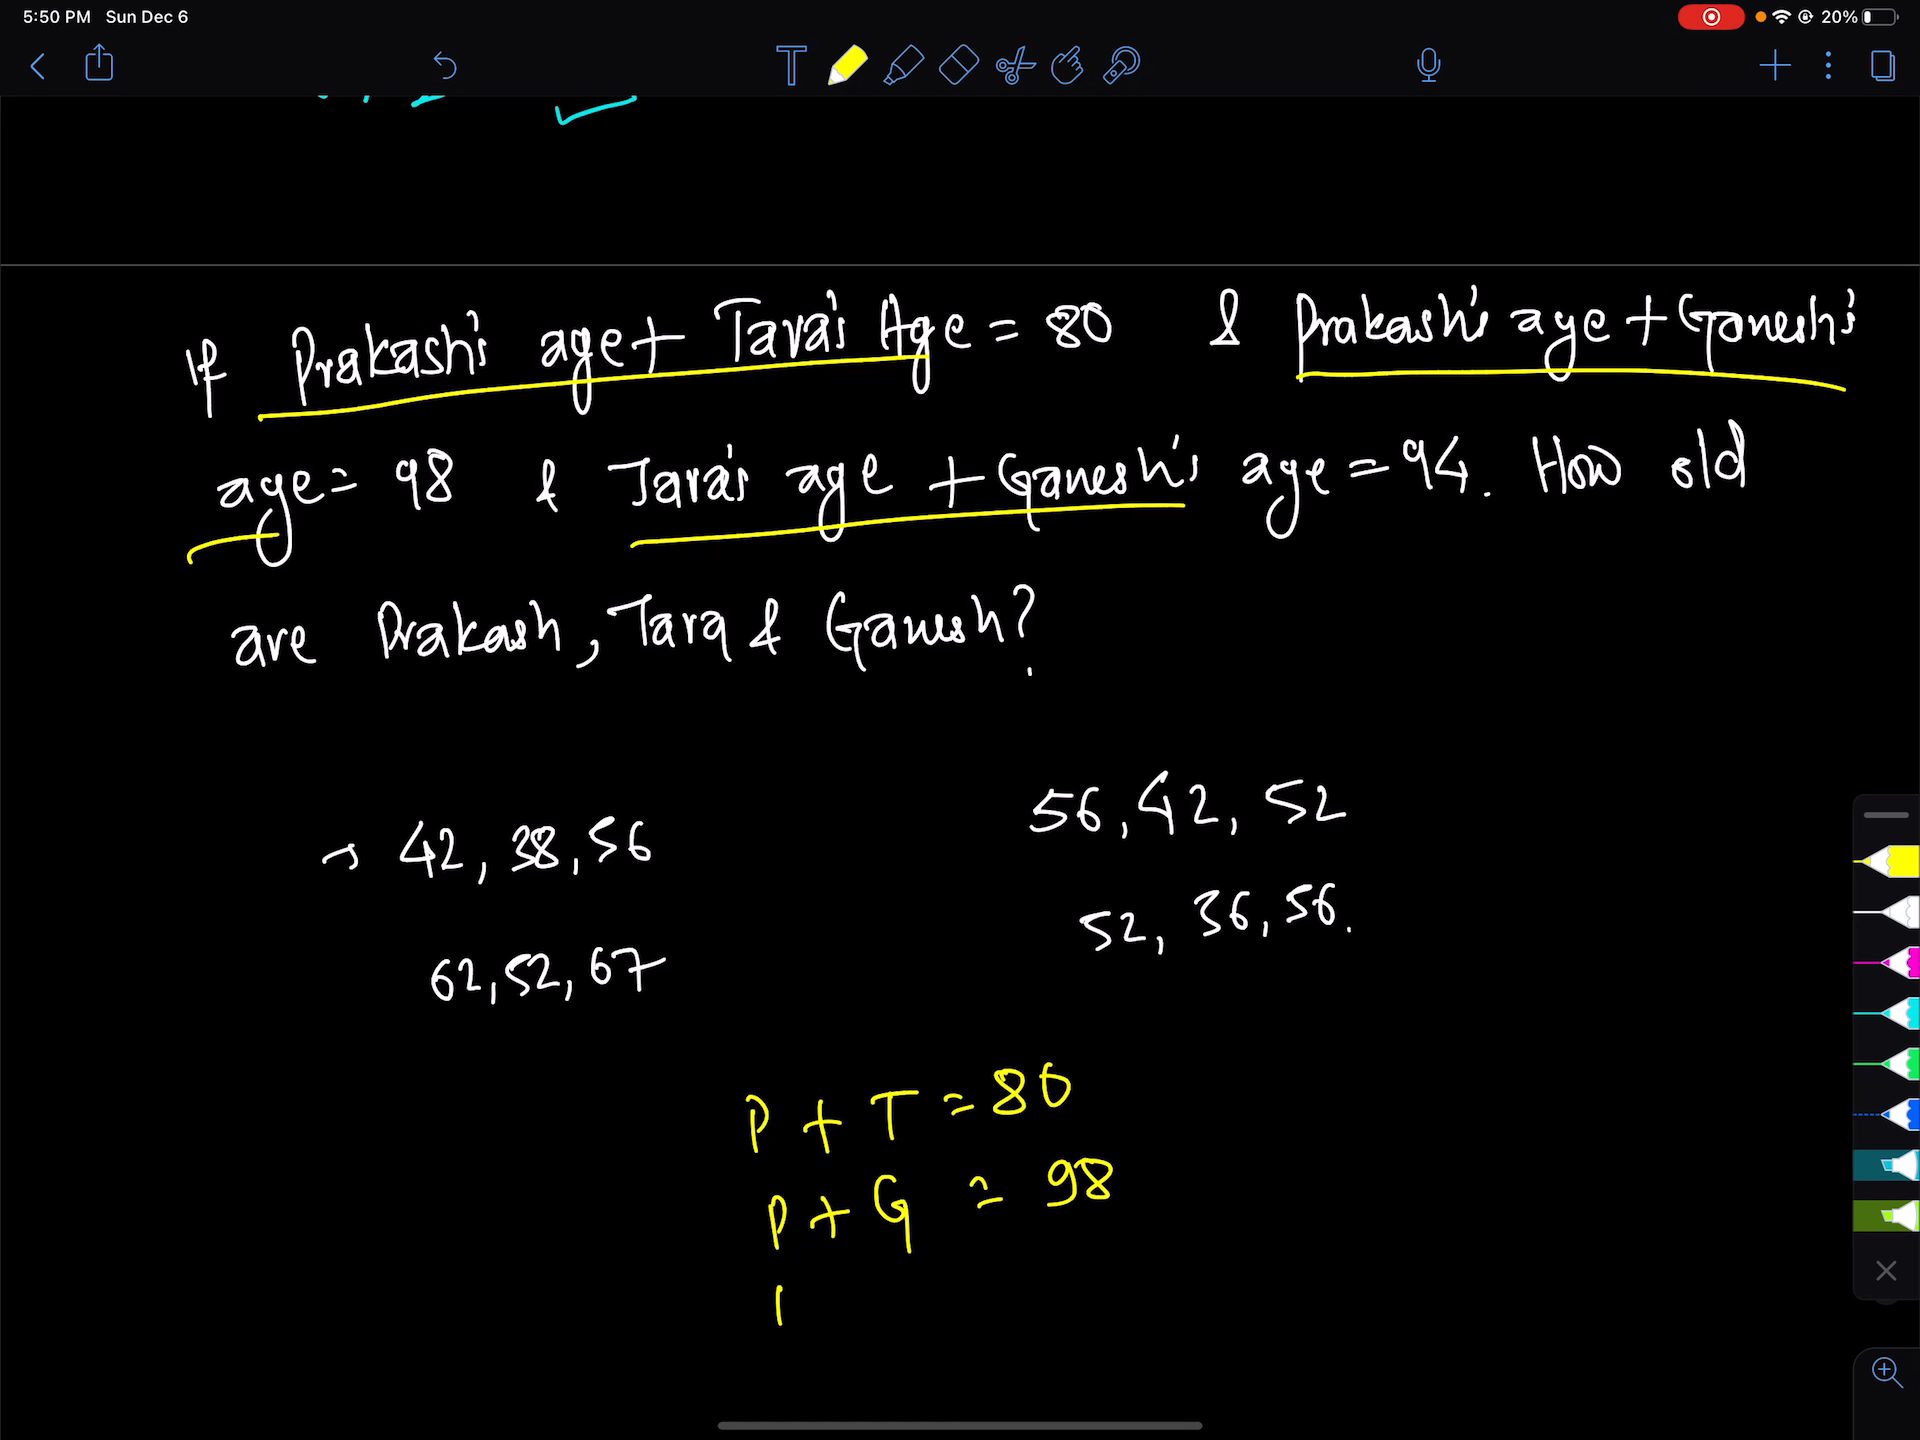 5:50 PM Sun Dec 6
20%
If Prakash's age + Tara's Age = 80 & Prakash's age + Ganesh's
age = 98 & Tara's age + Ganesh's age = 94. How old
are Prakash, Tara & Ganesh?
→ 42, 38, 56
56, 42, 52
62, 52, 67
52, 36, 56.
P + T = 80
P + G = 98